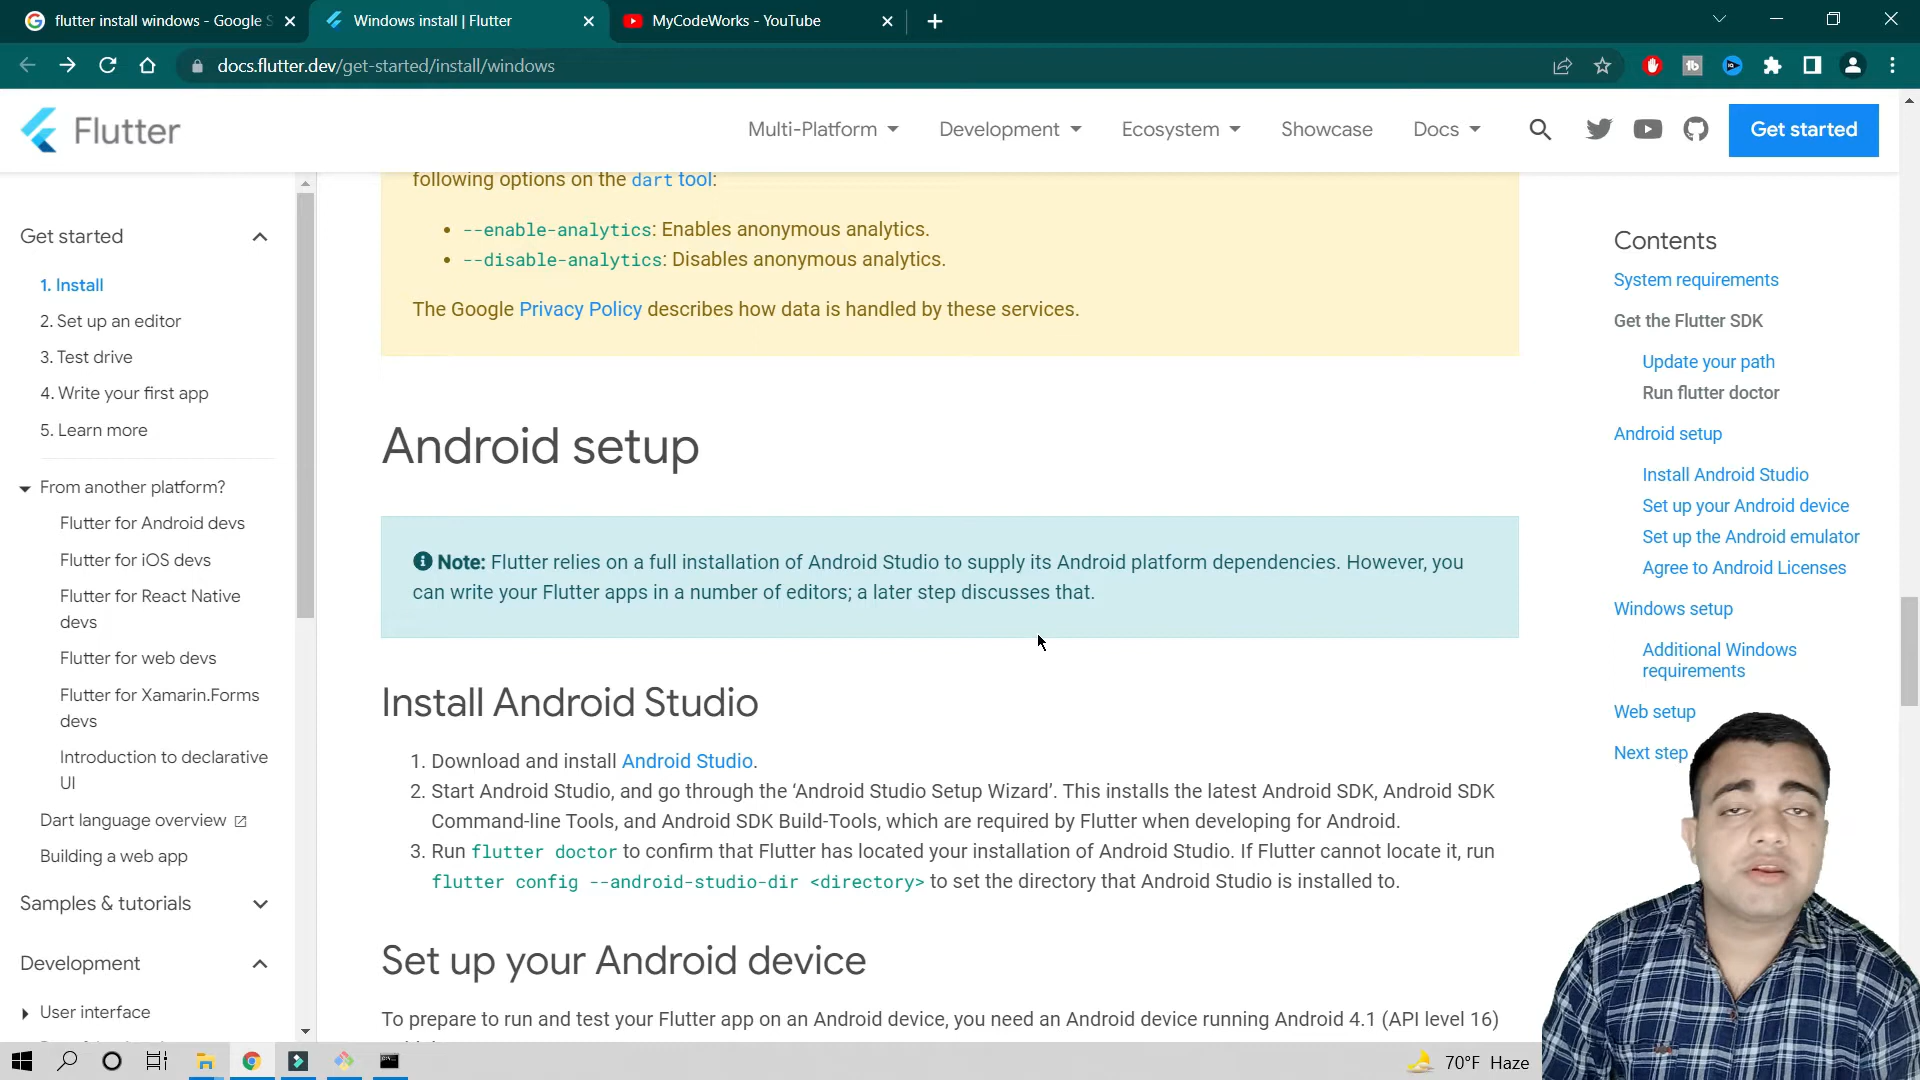 flutter install windows - Google S
Windows install | Flutter
MyCodeWorks - YouTube
docs.flutter.dev/get-started/install/windows
Flutter
Multi-Platform
Development
Ecosystem
Showcase
Docs
Get started
Get started
1. Install
2. Set up an editor
3. Test drive
4. Write your first app
5. Learn more
From another platform?
Flutter for Android devs
Flutter for iOS devs
Flutter for React Native
devs
Flutter for web devs
Flutter for Xamarin.Forms
devs
Introduction to declarative
UI
Dart language overview
Building a web app
Samples & tutorials
Development
User interface
following options on the dart tool:
• --enable-analytics: Enables anonymous analytics.
• --disable-analytics: Disables anonymous analytics.
The Google Privacy Policy describes how data is handled by these services.
Android setup
Note: Flutter relies on a full installation of Android Studio to supply its Android platform dependencies. However, you
can write your Flutter apps in a number of editors; a later step discusses that.
Install Android Studio
1. Download and install Android Studio.
2. Start Android Studio, and go through the ‘Android Studio Setup Wizard’. This installs the latest Android SDK, Android SDK
Command-line Tools, and Android SDK Build-Tools, which are required by Flutter when developing for Android.
3. Run flutter doctor to confirm that Flutter has located your installation of Android Studio. If Flutter cannot locate it, run
flutter config --android-studio-dir <directory> to set the directory that Android Studio is installed to.
Set up your Android device
To prepare to run and test your Flutter app on an Android device, you need an Android device running Android 4.1 (API level 16)
Contents
System requirements
Get the Flutter SDK
Update your path
Run flutter doctor
Android setup
Install Android Studio
Set up your Android device
Set up the Android emulator
Agree to Android Licenses
Windows setup
Additional Windows
requirements
Web setup
Next step
70°F Haze